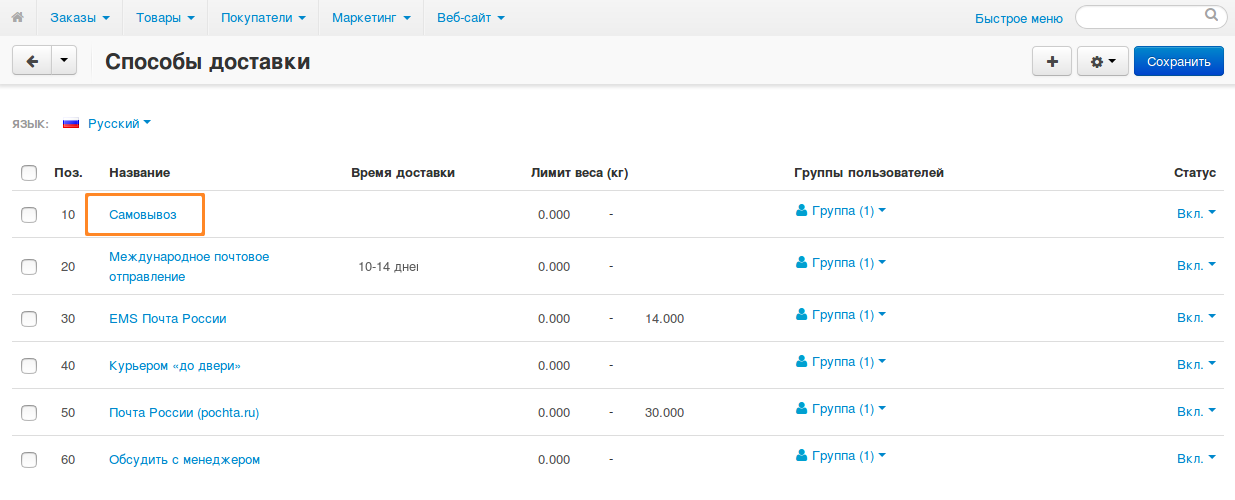 Заказы Товары Покупатели Маркетинг Веб-сайт Быстрое меню
Способы доставки Сохранить
ЯЗЫК: Русский
Поз. Название Время доставки Лимит веса (кг) Группы пользователей Статус
10 Самовывоз 0.000 - Группа (1) Вкл.
20 Международное почтовое
отправление 10-14 дней 0.000 - Группа (1) Вкл.
30 EMS Почта России 0.000 - 14.000 Группа (1) Вкл.
40 Курьером «до двери» 0.000 - Группа (1) Вкл.
50 Почта России (pochta.ru) 0.000 - 30.000 Группа (1) Вкл.
60 Обсудить с менеджером 0.000 - Группа (1) Вкл.